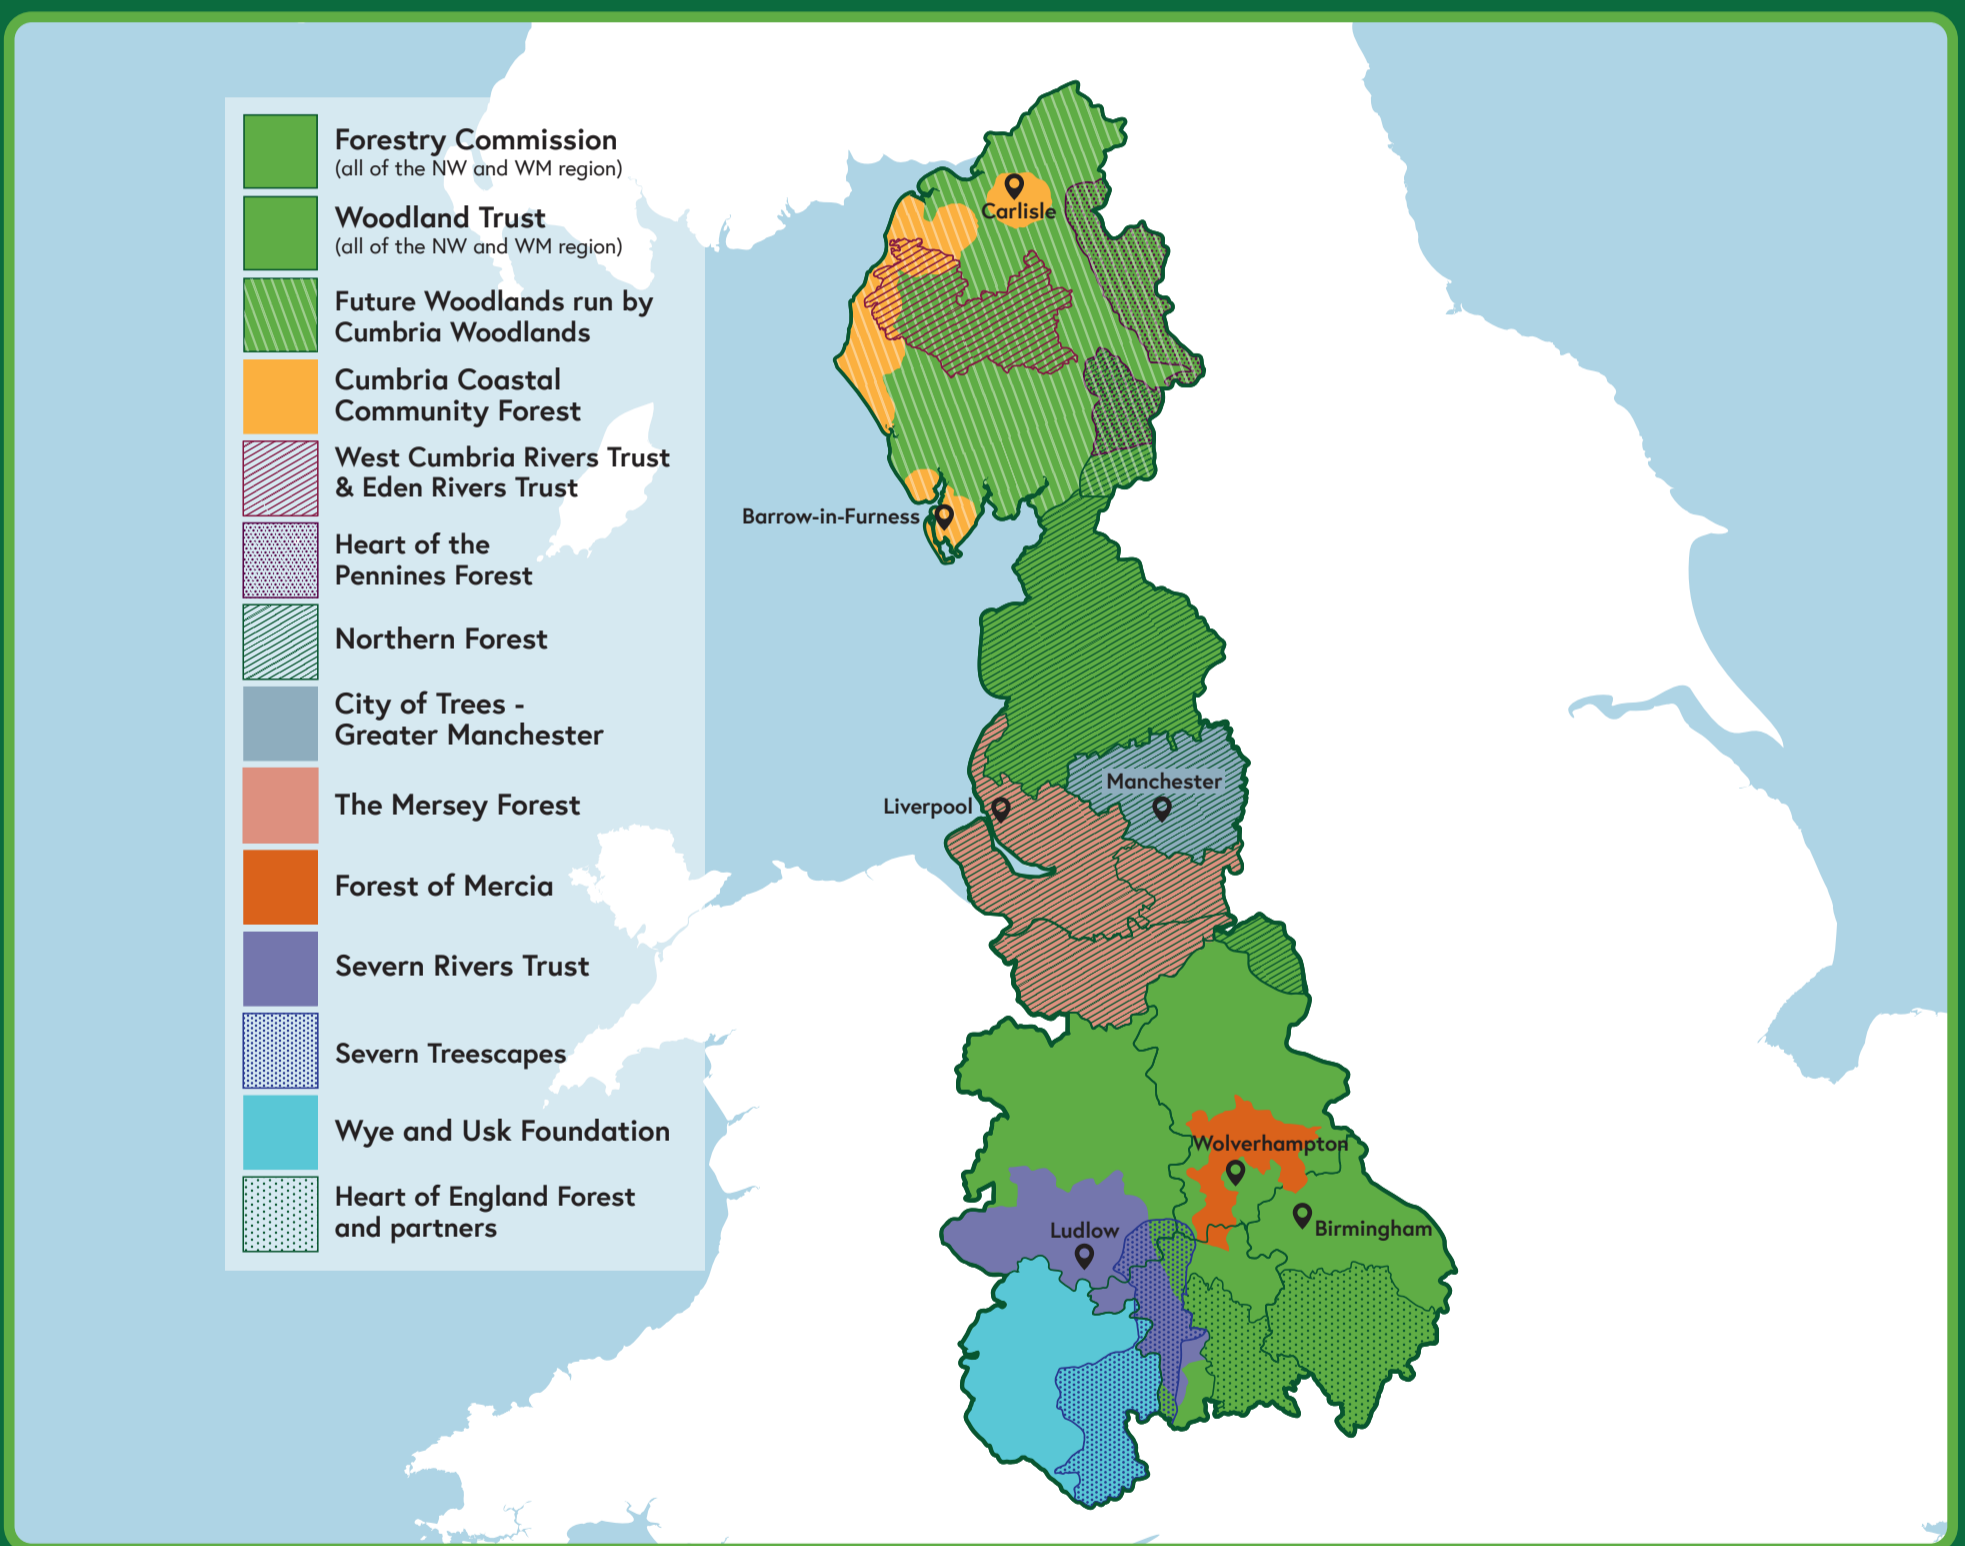 Forestry Commission
(all of the NW and WM region)
Woodland Trust
(all of the NW and WM region)
Future Woodlands run by
Cumbria Woodlands
Cumbria Coastal
Community Forest
West Cumbria Rivers Trust
& Eden Rivers Trust
Heart of the
Pennines Forest
Northern Forest
City of Trees -
Greater Manchester
The Mersey Forest
Forest of Mercia
Severn Rivers Trust
Severn Treescapes
Wye and Usk Foundation
Heart of England Forest
and partners
Carlisle
Barrow-in-Furness
Manchester
Liverpool
Wolverhampton
Birmingham
Ludlow